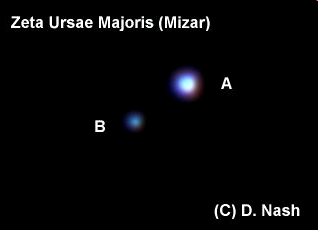 Zeta Ursae Majoris (Mizar)
A
B
(C) D. Nash